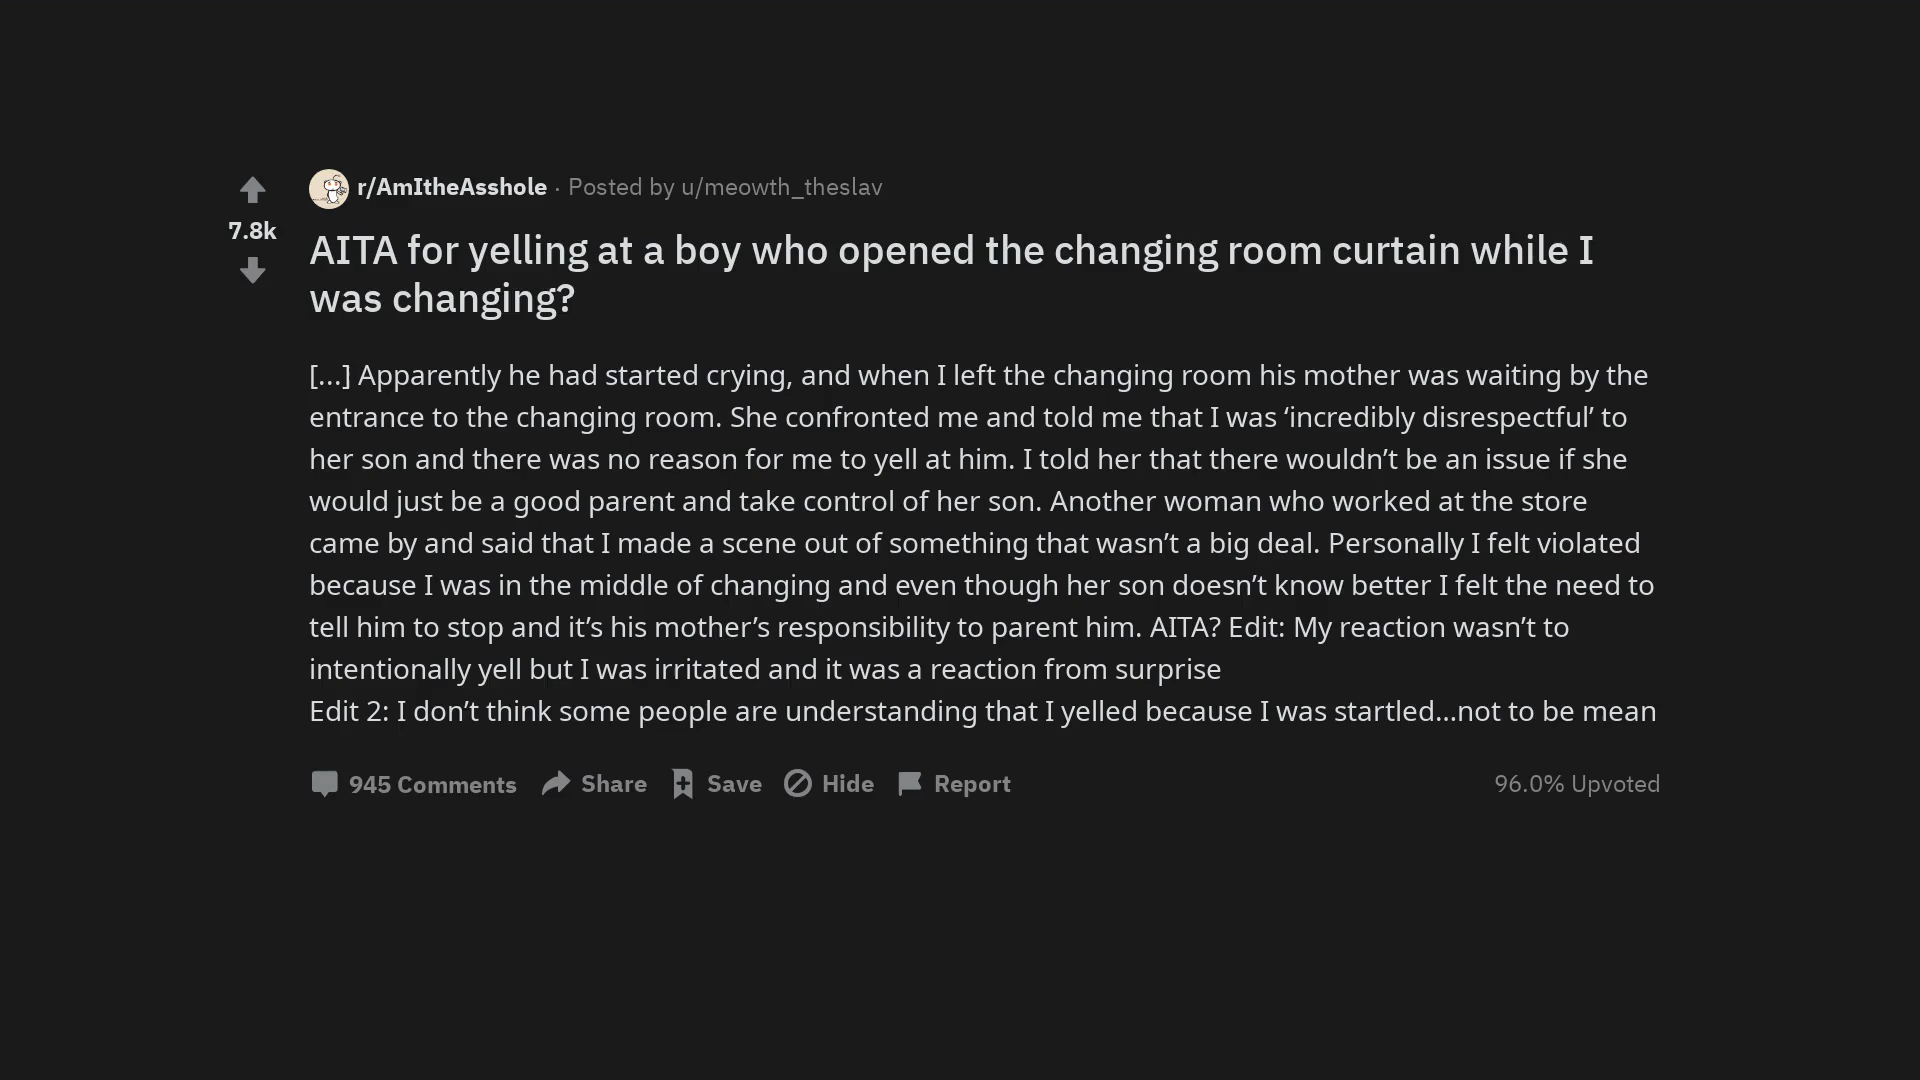 r/AmItheAsshole · Posted by u/meowth_theslav
7.8k
AITA for yelling at a boy who opened the changing room curtain while I
was changing?
[...] Apparently he had started crying, and when I left the changing room his mother was waiting by the
entrance to the changing room. She confronted me and told me that I was ‘incredibly disrespectful’ to
her son and there was no reason for me to yell at him. I told her that there wouldn’t be an issue if she
would just be a good parent and take control of her son. Another woman who worked at the store
came by and said that I made a scene out of something that wasn’t a big deal. Personally I felt violated
because I was in the middle of changing and even though her son doesn’t know better I felt the need to
tell him to stop and it’s his mother’s responsibility to parent him. AITA? Edit: My reaction wasn’t to
intentionally yell but I was irritated and it was a reaction from surprise
Edit 2: I don’t think some people are understanding that I yelled because I was startled...not to be mean
945 Comments Share Save Hide Report 96.0% Upvoted